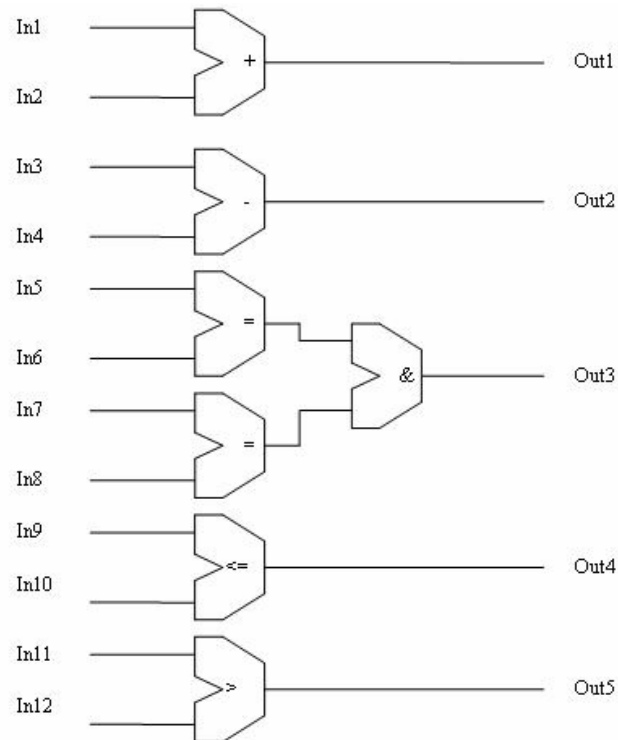 In1
+
Out1
In2
In3
-
Out2
In4
In5
=
In6
&
Out3
In7
=
In8
In9
<=
Out4
In10
In11
>
Out5
In12